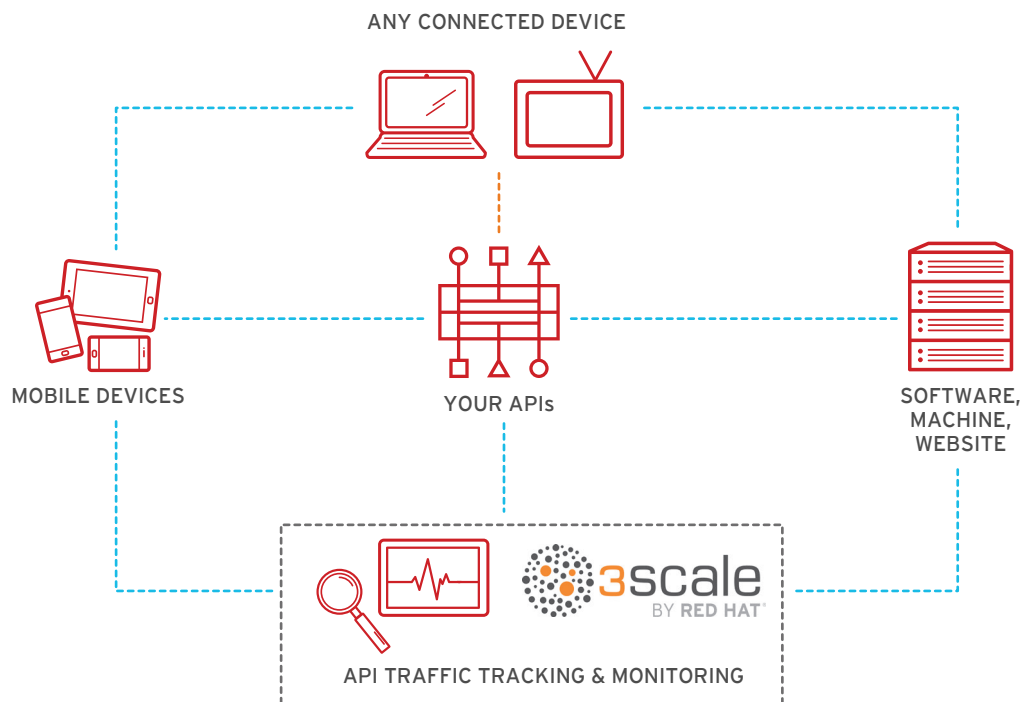 ANY CONNECTED DEVICE
MOBILE DEVICES
YOUR APIs
SOFTWARE,
MACHINE,
WEBSITE
3scale
BY RED HAT®
API TRAFFIC TRACKING & MONITORING